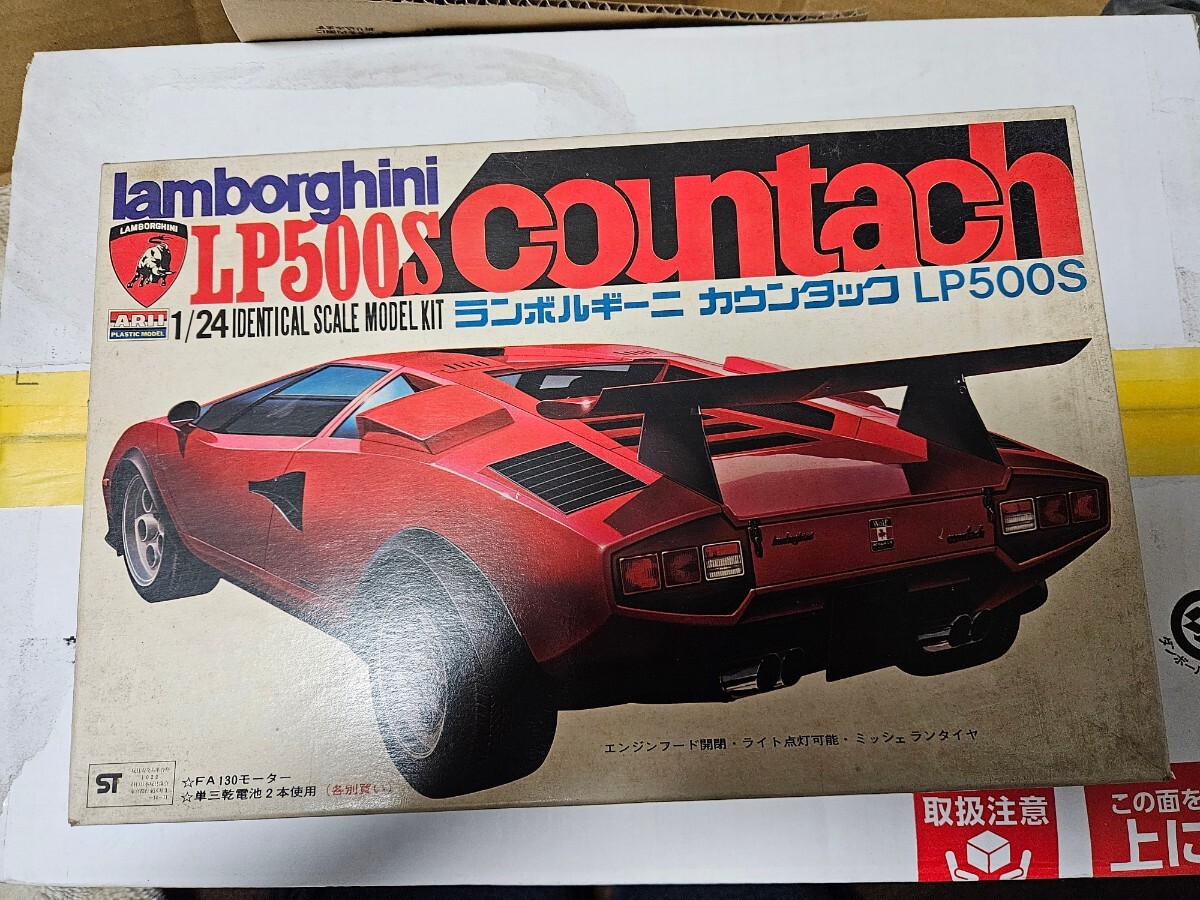 lamborghini
countach
LAMBORGHINI
LP500S
ARII
PLASTIC MODEL
1/24 IDENTICAL SCALE MODEL KIT
ランボルギーニ カウンタック LP500S
エンジンフード開閉・ライト点灯可能・ミッシェランタイヤ
ST
☆FA130モーター
☆単三乾電池2本使用(各別買い)
取扱注意
この面を
上に